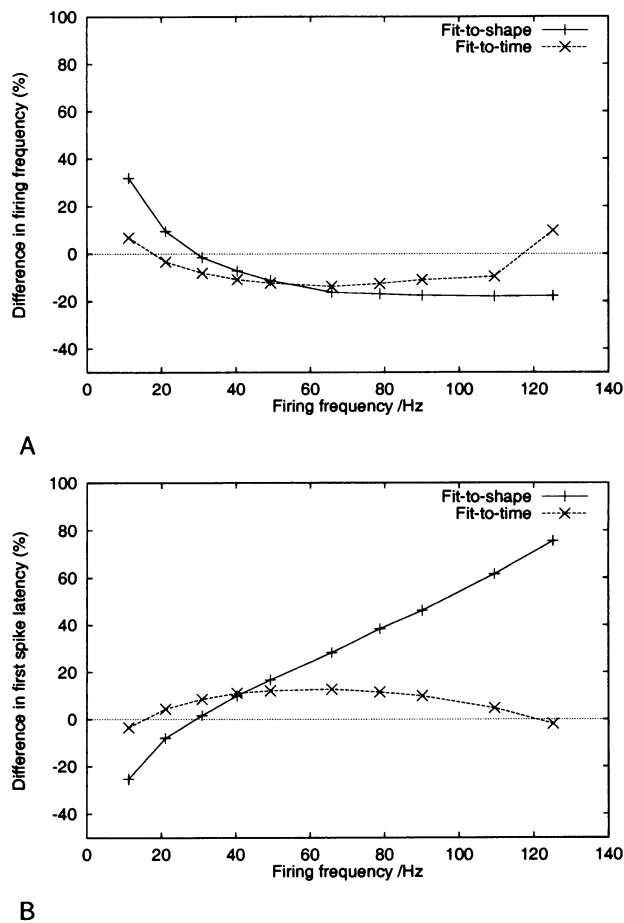 Difference in firing frequency (%)
100
80
60
40
20
0
-20
-40
Fit-to-shape
Fit-to-time
0 20 40 60 80 100 120 140
Firing frequency /Hz
A
Difference in first spike latency (%)
100
80
60
40
20
0
-20
-40
Fit-to-shape
Fit-to-time
0 20 40 60 80 100 120 140
Firing frequency /Hz
B